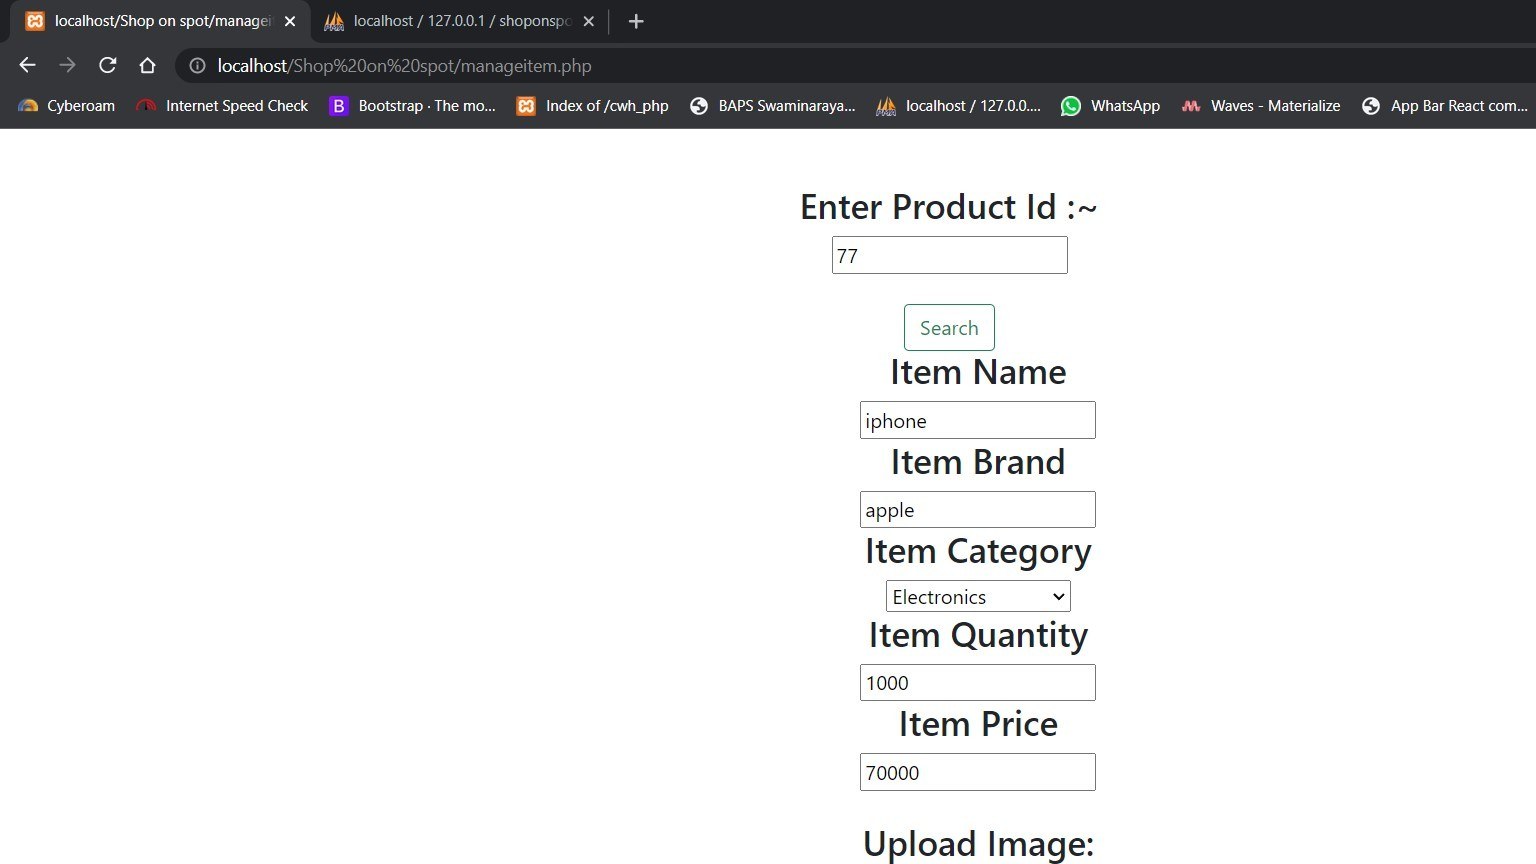 localhost/Shop on spot/managei
localhost / 127.0.0.1 / shoponspo
localhost/Shop%20on%20spot/manageitem.php
Cyberoam Internet Speed Check Bootstrap · The mo... Index of /cwh_php BAPS Swaminaraya... localhost / 127.0.0.... WhatsApp Waves - Materialize App Bar React com...
Enter Product Id :~
77
Search
Item Name
iphone
Item Brand
apple
Item Category
Electronics
Item Quantity
1000
Item Price
70000
Upload Image: